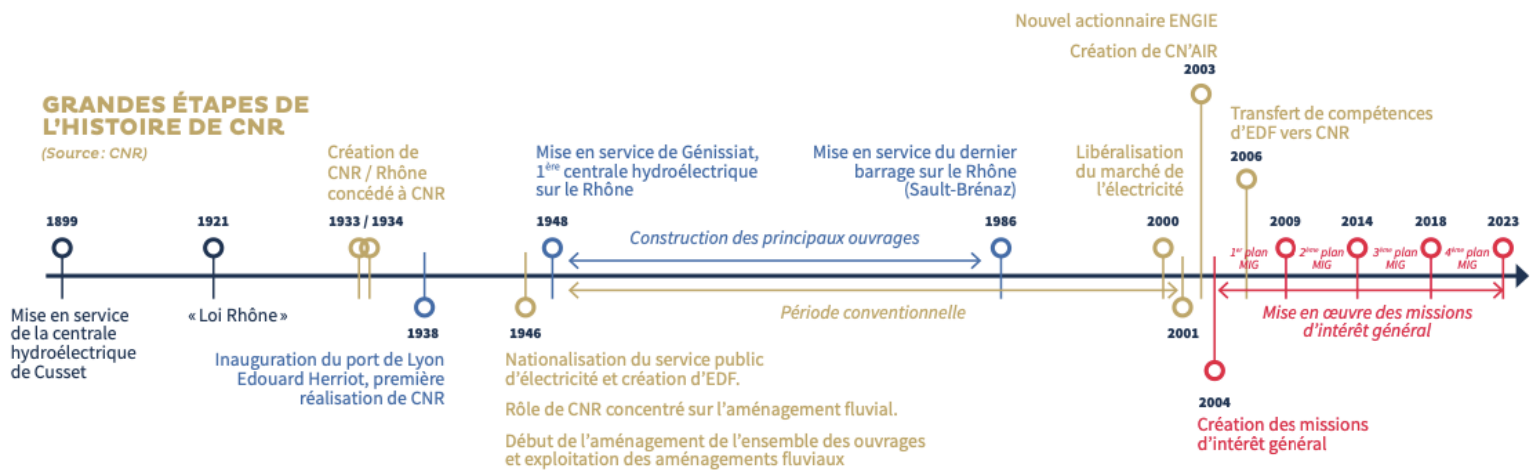 GRANDES ÉTAPES DE
L'HISTOIRE DE CNR
(Source : CNR)
1899
Mise en service
de la centrale
hydroélectrique
de Cusset
1921
« Loi Rhône »
Création de
CNR / Rhône
concédé à CNR
1933 / 1934
1938
Inauguration du port de Lyon
Edouard Herriot, première
réalisation de CNR
1946
Nationalisation du service public
d'électricité et création d'EDF.
Rôle de CNR concentré sur l'aménagement fluvial.
Début de l'aménagement de l'ensemble des ouvrages
et exploitation des aménagements fluviaux
Mise en service de Génissiat,
1ère centrale hydroélectrique
sur le Rhône
1948
Construction des principaux ouvrages
Période conventionnelle
Mise en service du dernier
barrage sur le Rhône
(Sault-Brénaz)
1986
Libéralisation
du marché de
l'électricité
2000
2001
Nouvel actionnaire ENGIE
Création de CN'AIR
2003
2004
Création des missions
d'intérêt général
Transfert de compétences
d'EDF vers CNR
2006
1er plan
MIG
2009
2ème plan
MIG
2014
3ème plan
MIG
2018
4ème plan
MIG
2023
Mise en œuvre des missions
d'intérêt général